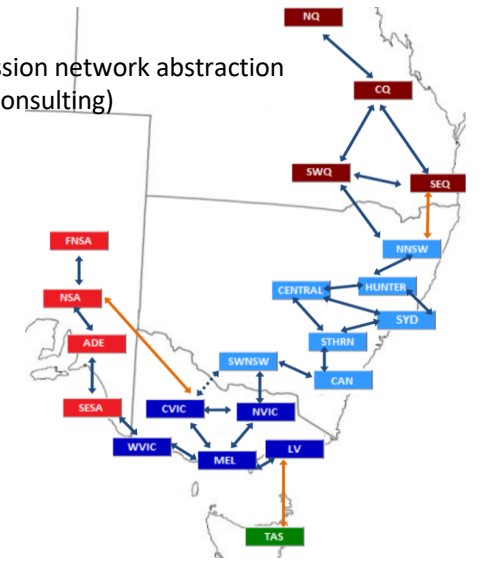 NQ
ssion network abstraction
onsulting)
CQ
SWQ
SEQ
FNSA
NNSW
NSA
CENTRAL
HUNTER
SYD
ADE
STHRN
SWNSW
CAN
SESA
CVIC
NVIC
WVIC
MEL
LV
TAS